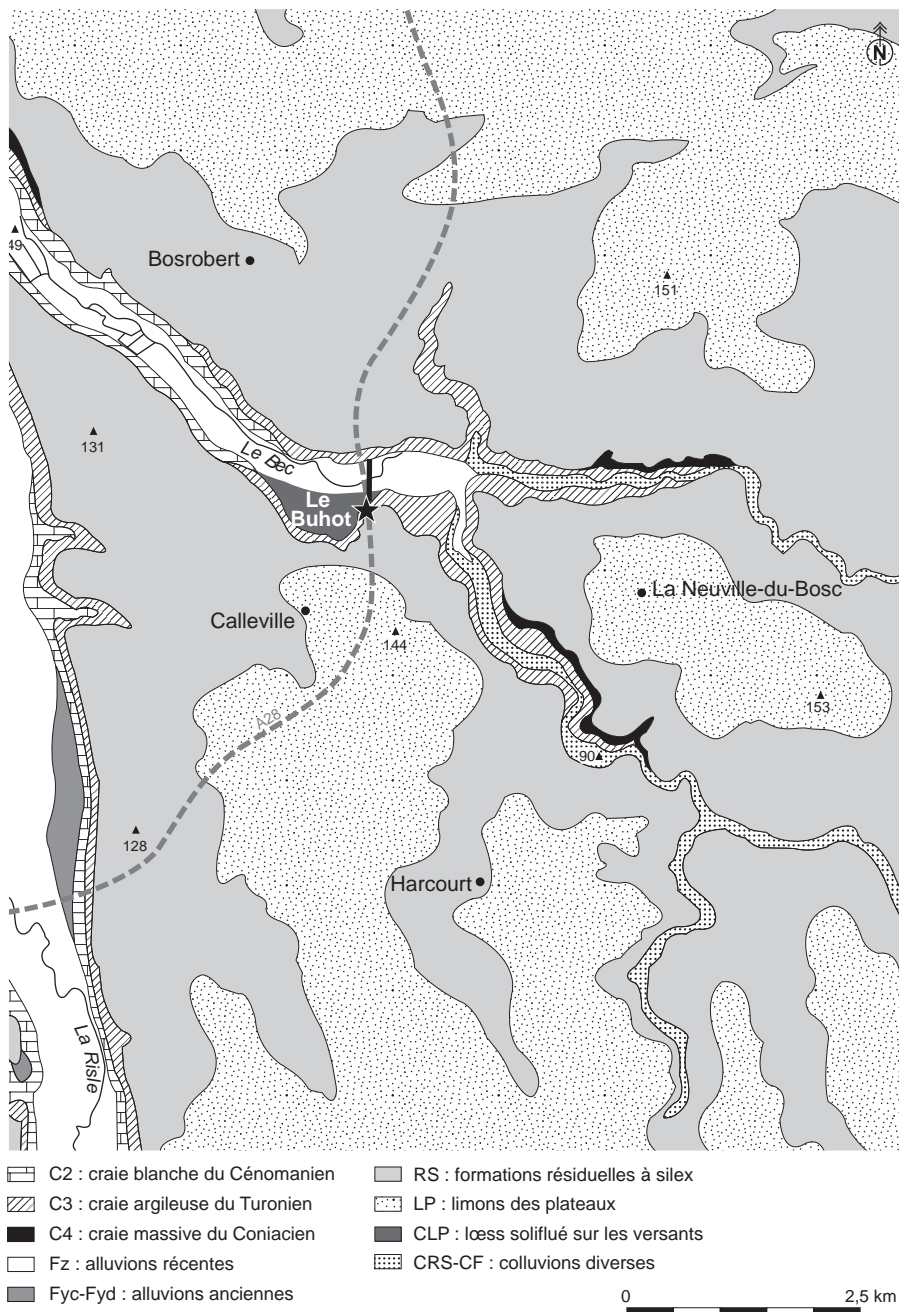 N
49
Bosrobert
151
131
Le Bec
Le
Buhot
La Neuville-du-Bosc
Calleville
144
153
A28
90
128
Harcourt
La Risle
C2 : craie blanche du Cénomanien
C3 : craie argileuse du Turonien
C4 : craie massive du Coniacien
Fz : alluvions récentes
Fyc-Fyd : alluvions anciennes
RS : formations résiduelles à silex
LP : limons des plateaux
CLP : lœss soliflué sur les versants
CRS-CF : colluvions diverses
0 2,5 km